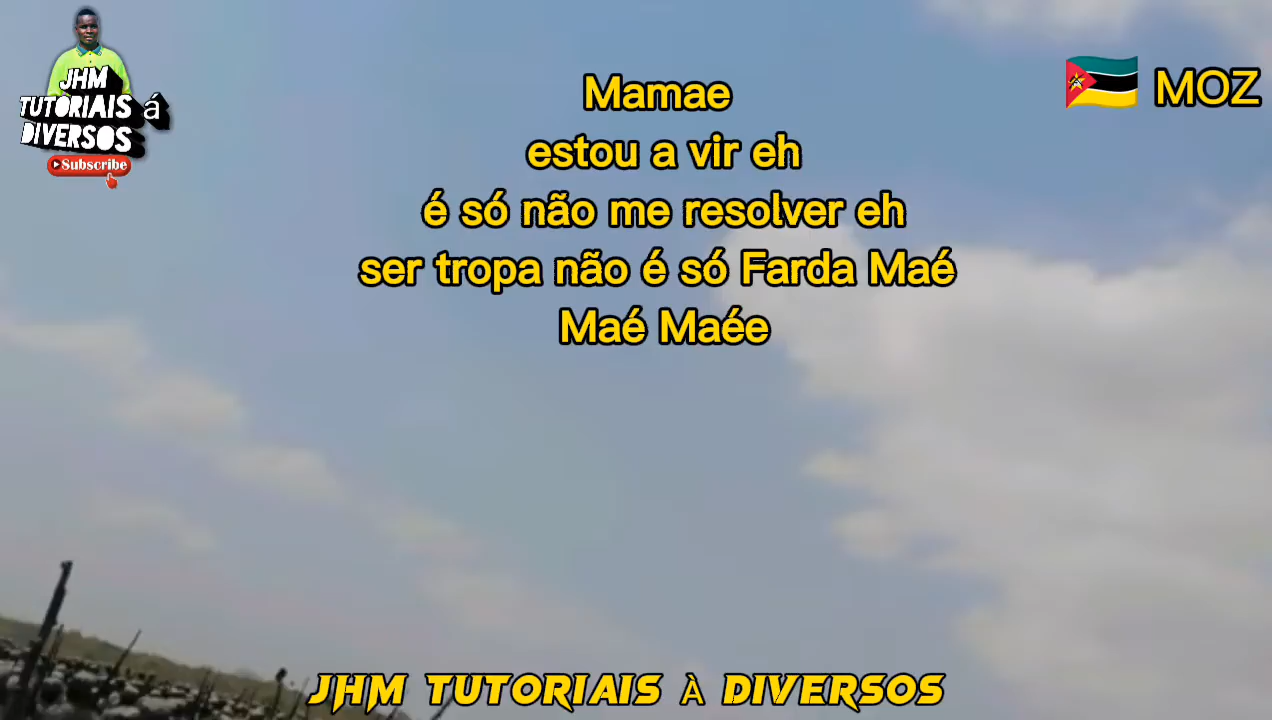 JHM
TUTORIAIS á
DIVERSOS
Subscribe
MOZ
Mamae
estou a vir eh
é só não me resolver eh
ser tropa não é só Farda Maé
Maé Maée
JHM TUTORIAIS À DIVERSOS